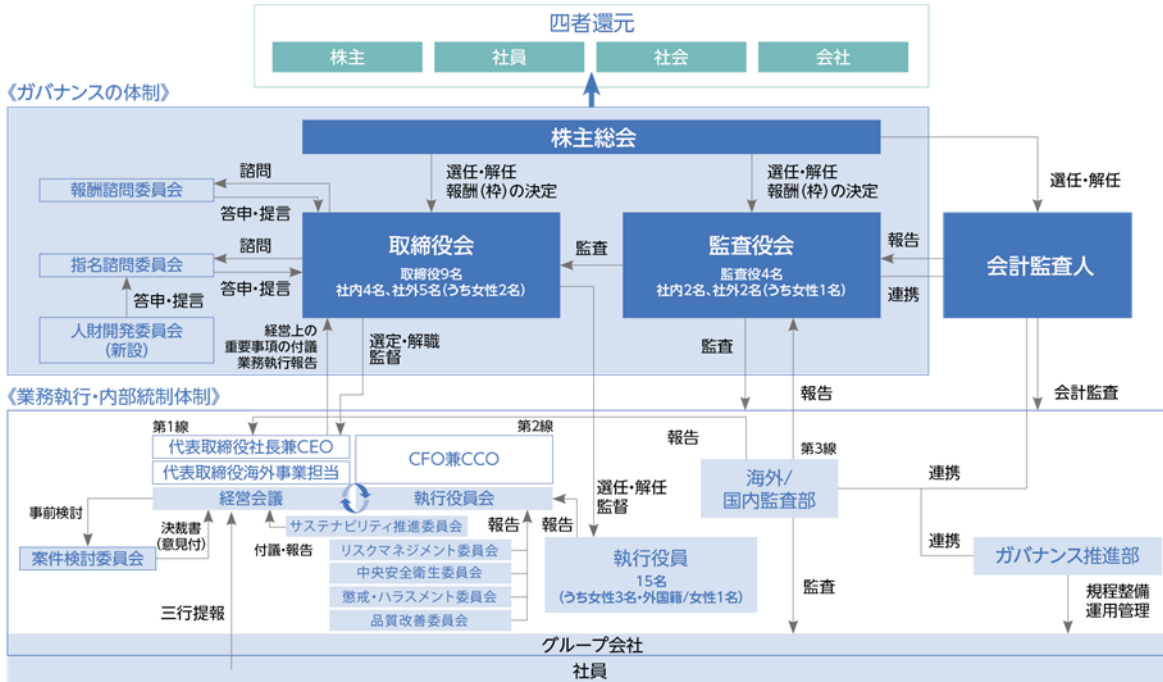 四者還元
株主
社員
社会
会社
《ガバナンスの体制》
株主総会
選任・解任
報酬(枠)の決定
選任・解任
報酬(枠)の決定
選任・解任
諮問
報酬諮問委員会
答申・提言
諮問
指名諮問委員会
答申・提言
答申・提言
人財開発委員会
(新設)
取締役会
取締役9名
社内4名、社外5名(うち女性2名)
監査
監査役会
監査役4名
社内2名、社外2名(うち女性1名)
報告
連携
会計監査人
経営上の
重要事項の付議
業務執行報告
選定・解職
監督
監査
報告
会計監査
《業務執行・内部統制体制》
第1線
代表取締役社長兼CEO
代表取締役海外事業担当
第2線
CFO兼CCO
経営会議
執行役員会
報告
第3線
海外/
国内監査部
連携
事前検討
決裁書
(意見付)
案件検討委員会
付議・報告
サステナビリティ推進委員会
リスクマネジメント委員会
中央安全衛生委員会
懲戒・ハラスメント委員会
品質改善委員会
報告
報告
選任・解任
監督
執行役員
15名
(うち女性3名・外国籍/女性1名)
監査
連携
ガバナンス推進部
規程整備
運用管理
三行提報
グループ会社
社員